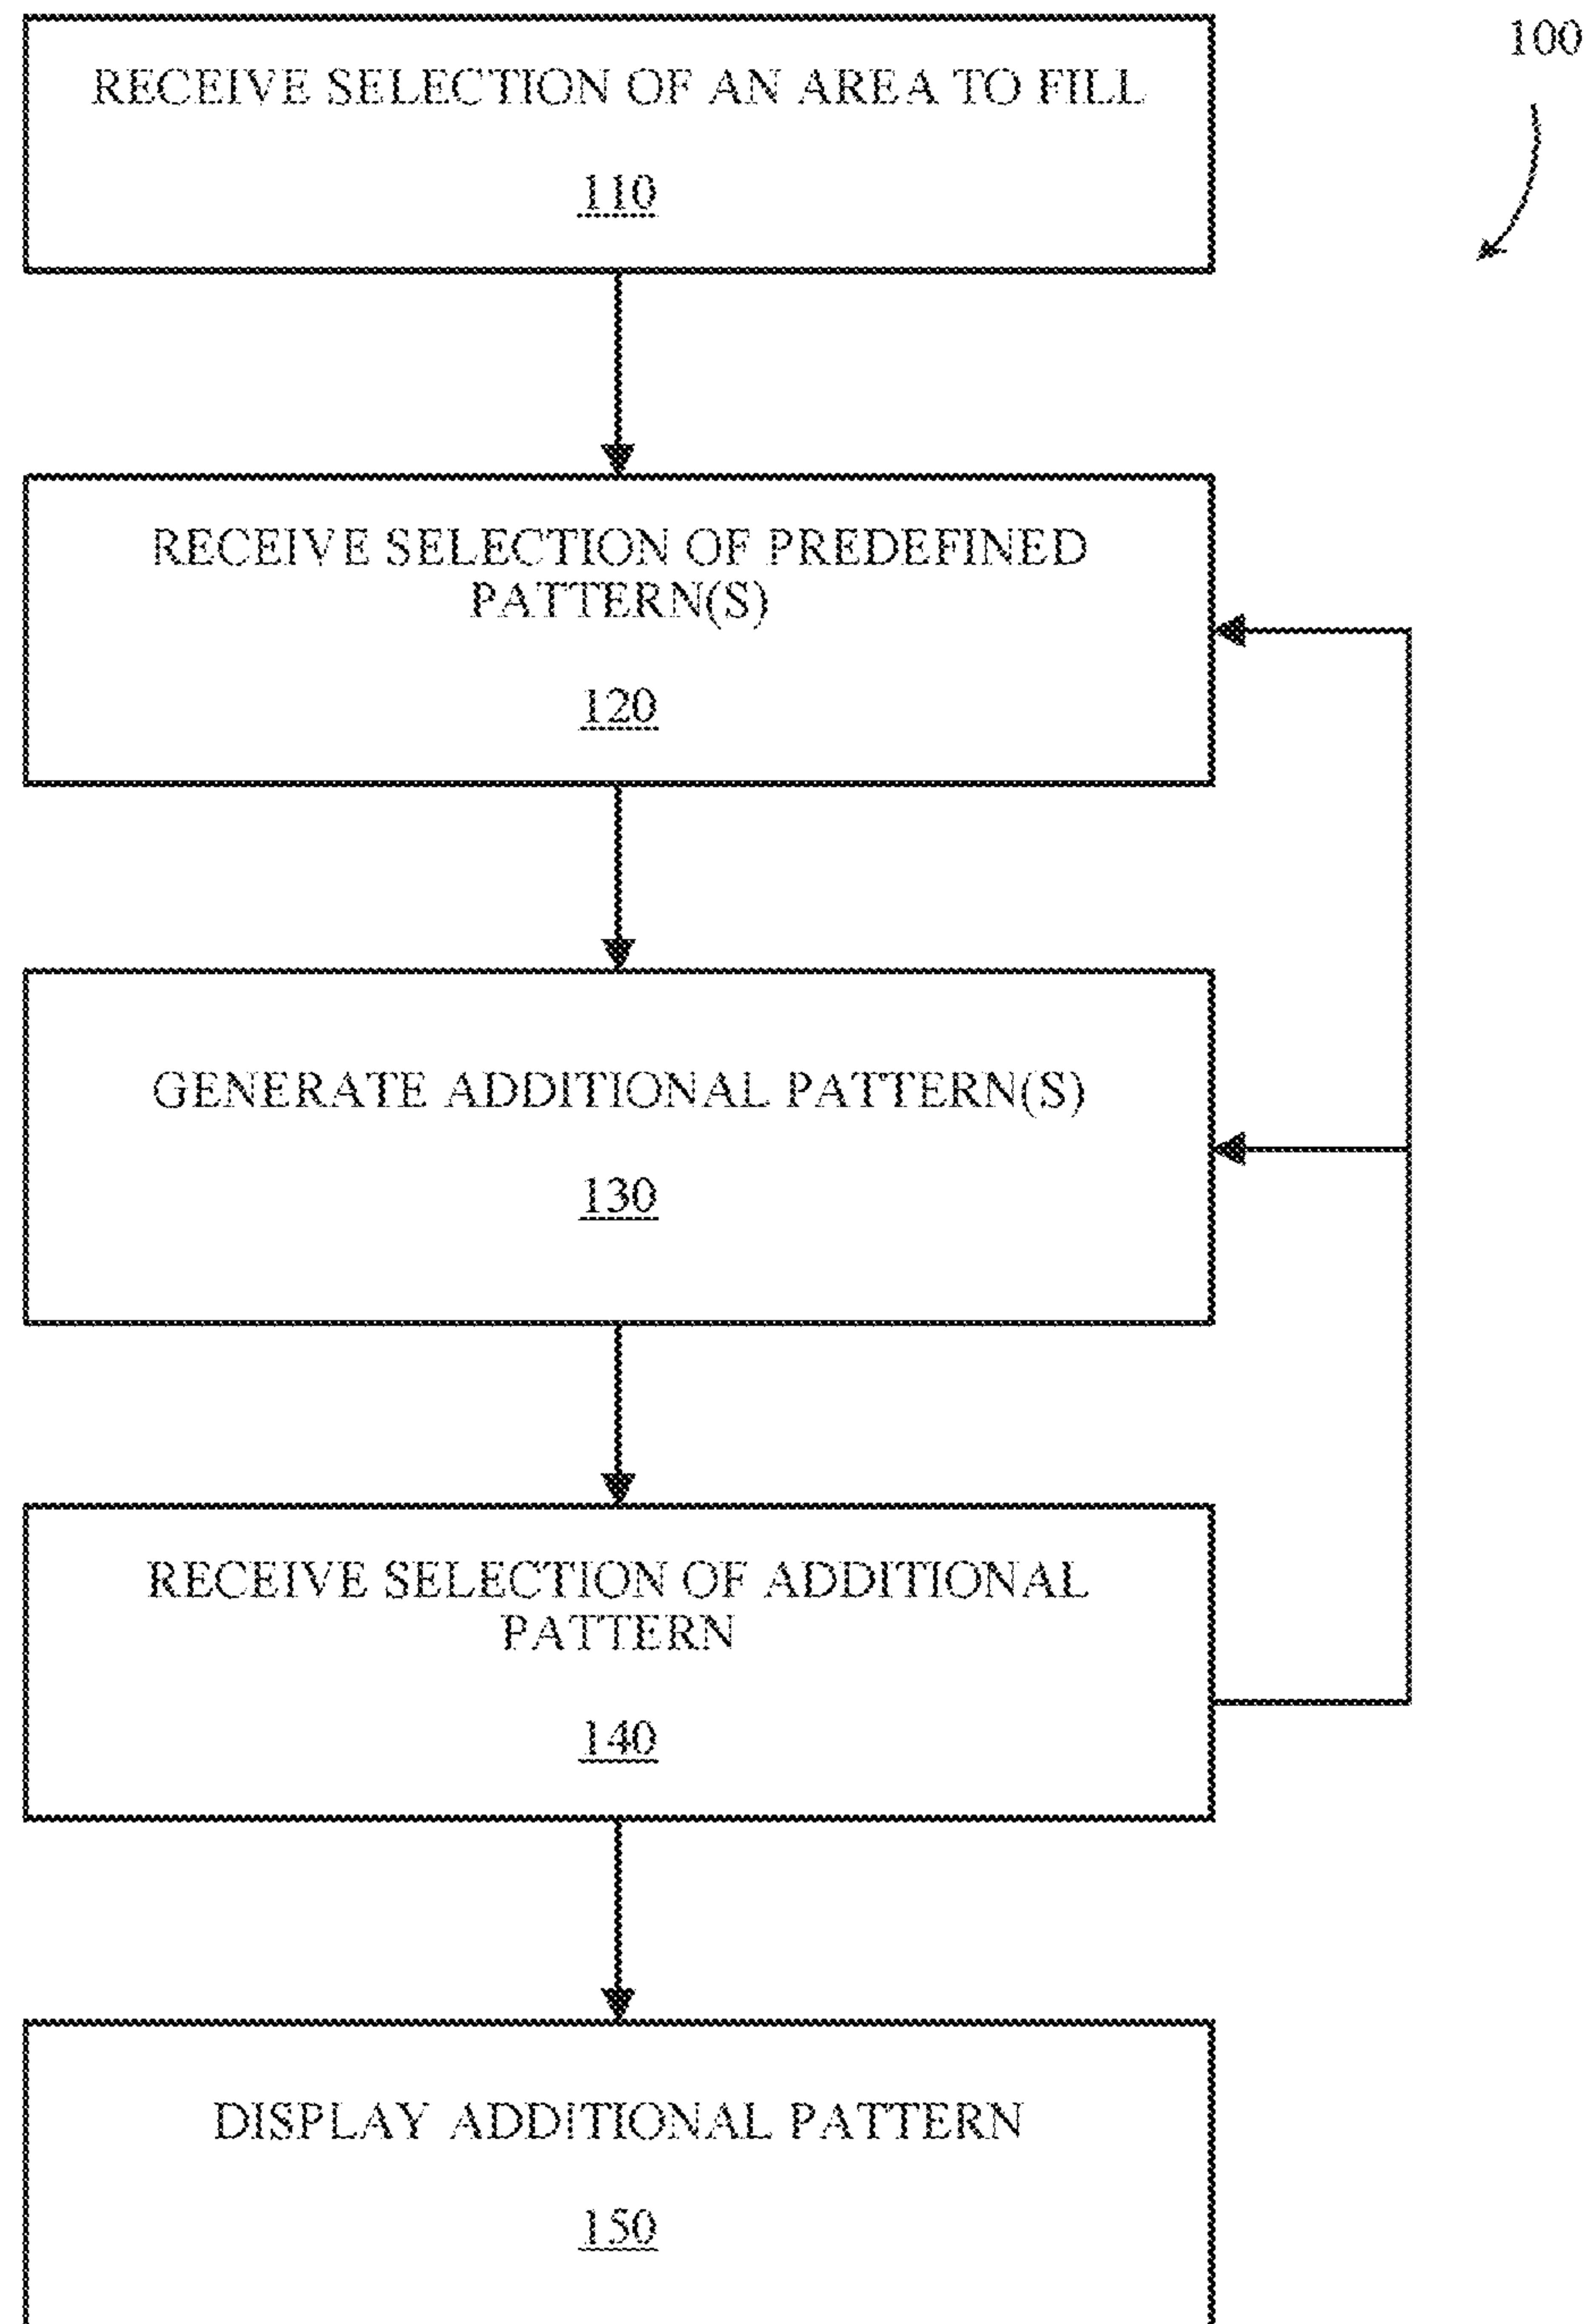 100
RECEIVE SELECTION OF AN AREA TO FILL
110
RECEIVE SELECTION OF PREDEFINED
PATTERN(S)
120
GENERATE ADDITIONAL PATTERN(S)
130
RECEIVE SELECTION OF ADDITIONAL
PATTERN
140
DISPLAY ADDITIONAL PATTERN
150